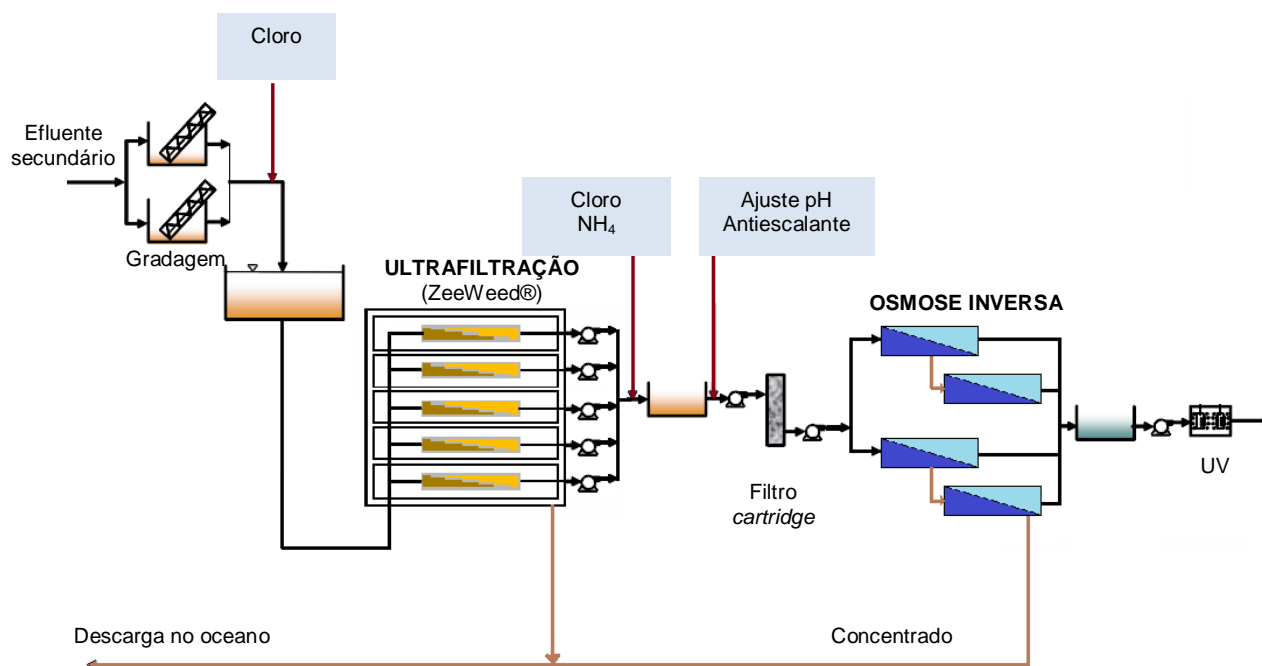 Cloro
Efluente
secundário
Gradagem
Cloro
NH₄
Ajuste pH
Antiescalante
ULTRAFILTRAÇÃO
(ZeeWeed®)
OSMOSE INVERSA
Filtro
cartridge
UV
Descarga no oceano
Concentrado